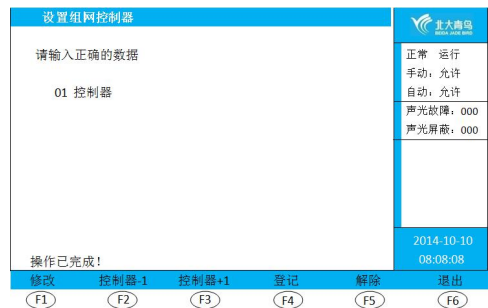 设置组网控制器
北大青鸟
BEIDA JADE BIRD
请输入正确的数据
01 控制器
正常 运行
手动：允许
自动：允许
声光故障：000
声光屏蔽：000
2014-10-10
08:08:08
操作已完成！
修改 控制器-1 控制器+1 登记 解除 退出
F1 F2 F3 F4 F5 F6